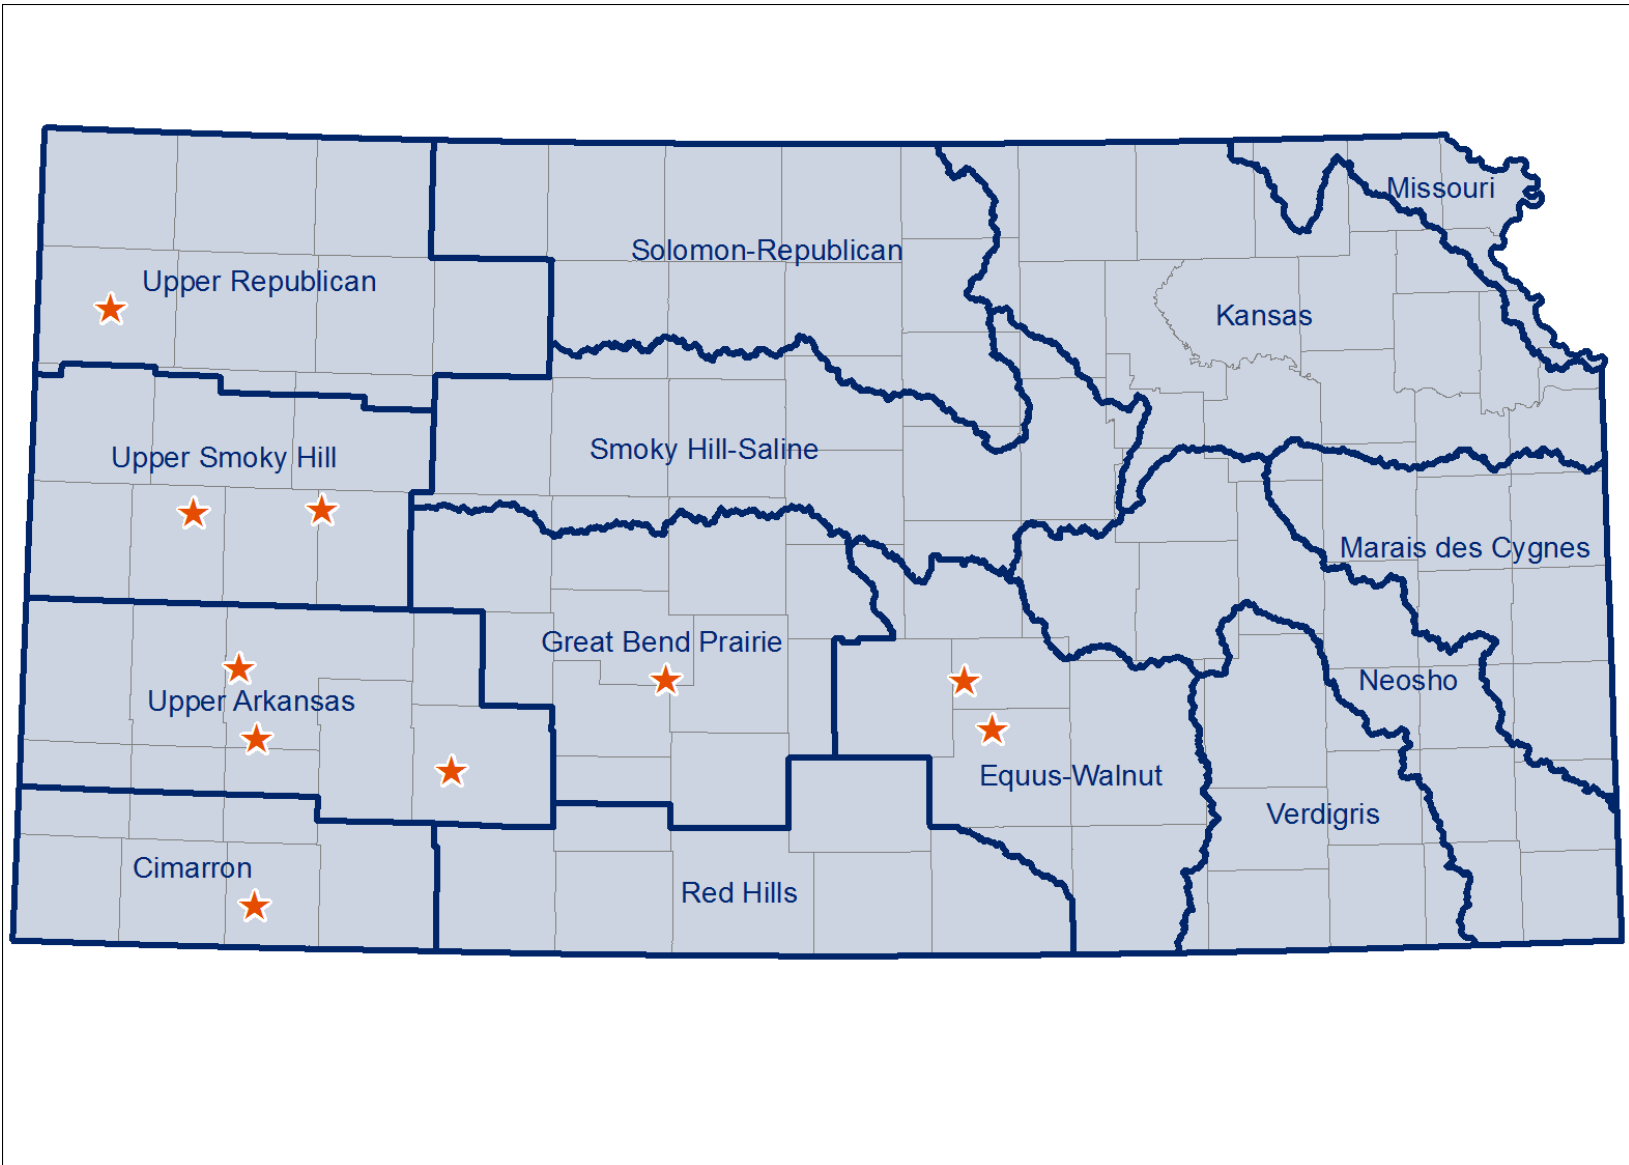 Missouri
Solomon-Republican
Upper Republican
Kansas
Smoky Hill-Saline
Upper Smoky Hill
Marais des Cygnes
Great Bend Prairie
Neosho
Upper Arkansas
Equus-Walnut
Verdigris
Cimarron
Red Hills